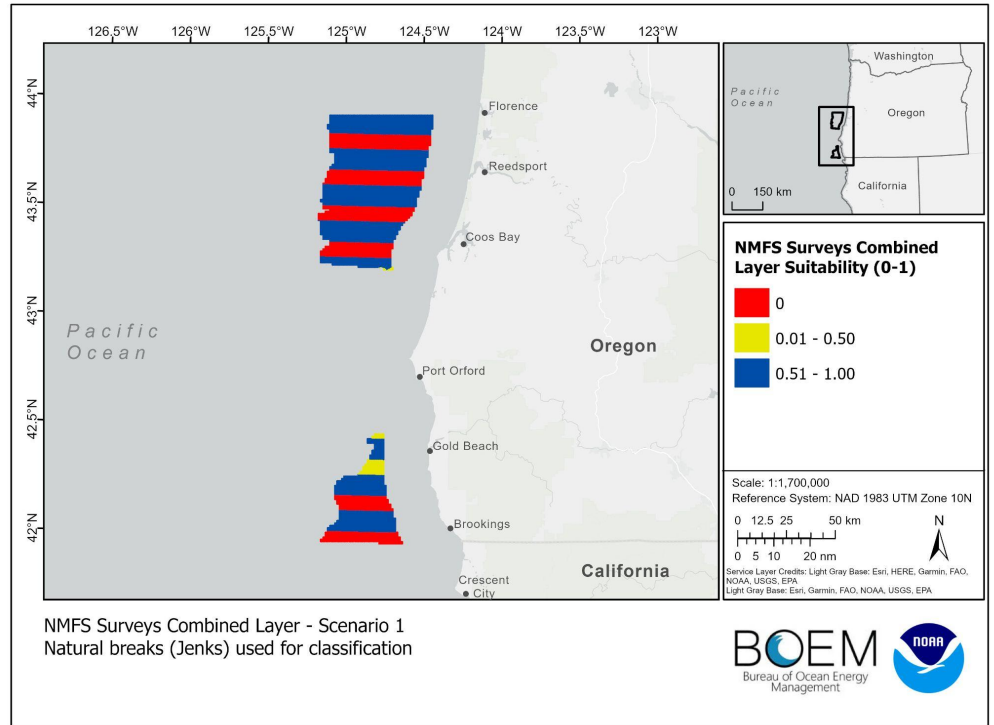 126.5°W 126°W 125.5°W 125°W 124.5°W 124°W 123.5°W 123°W
44°N
43.5°N
43°N
42.5°N
42°N
Florence
Reedsport
Coos Bay
Pacific
Ocean
Oregon
Port Orford
Gold Beach
Brookings
California
Crescent
City
Washington
Pacific
Ocean
Oregon
California
0 150 km
NMFS Surveys Combined
Layer Suitability (0-1)
0
0.01 - 0.50
0.51 - 1.00
Scale: 1:1,700,000
Reference System: NAD 1983 UTM Zone 10N
0 12.5 25 50 km
N
0 5 10 20 nm
Service Layer Credits: Light Gray Base: Esri, HERE, Garmin, FAO,
NOAA, USGS, EPA
Light Gray Base: Esri, Garmin, FAO, NOAA, USGS, EPA
NMFS Surveys Combined Layer - Scenario 1
Natural breaks (Jenks) used for classification
BOEM
Bureau of Ocean Energy
Management
NOAA